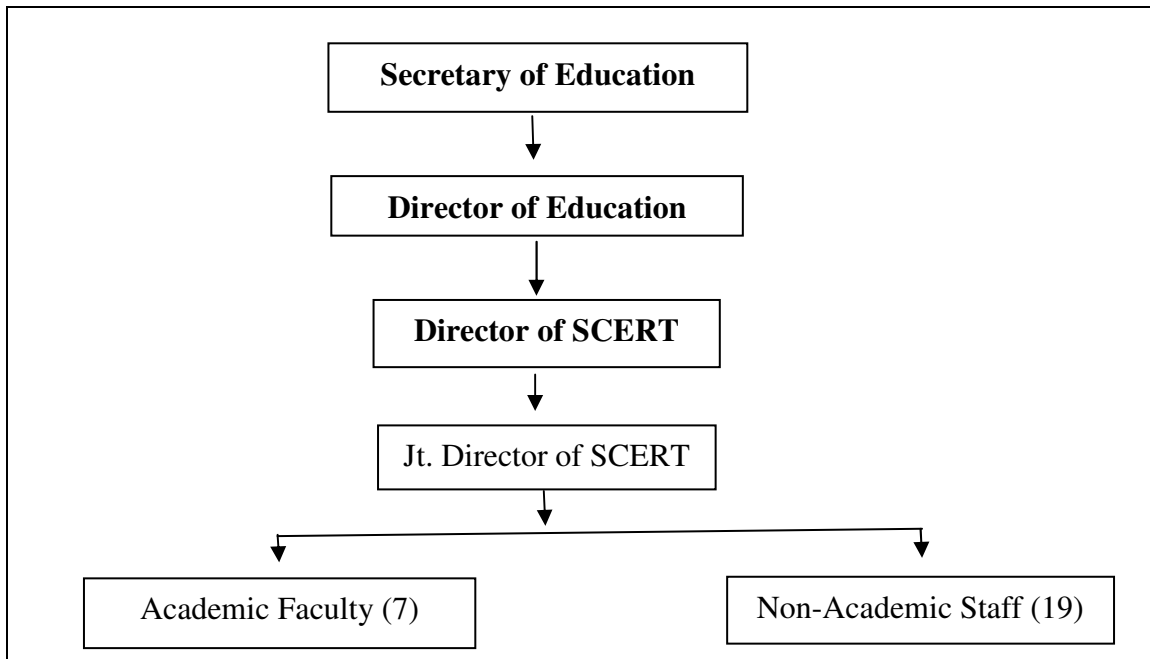 Secretary of Education
Director of Education
Director of SCERT
Jt. Director of SCERT
Academic Faculty (7)
Non-Academic Staff (19)